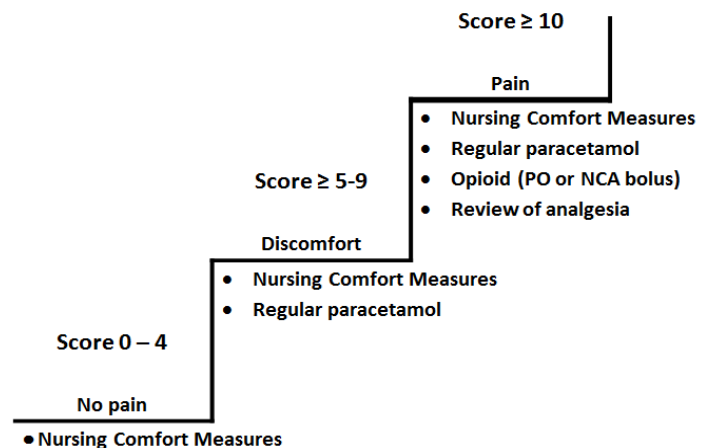 Score ≥ 10
Pain
● Nursing Comfort Measures
● Regular paracetamol
● Opioid (PO or NCA bolus)
● Review of analgesia
Score ≥ 5-9
Discomfort
● Nursing Comfort Measures
● Regular paracetamol
Score 0 – 4
No pain
● Nursing Comfort Measures